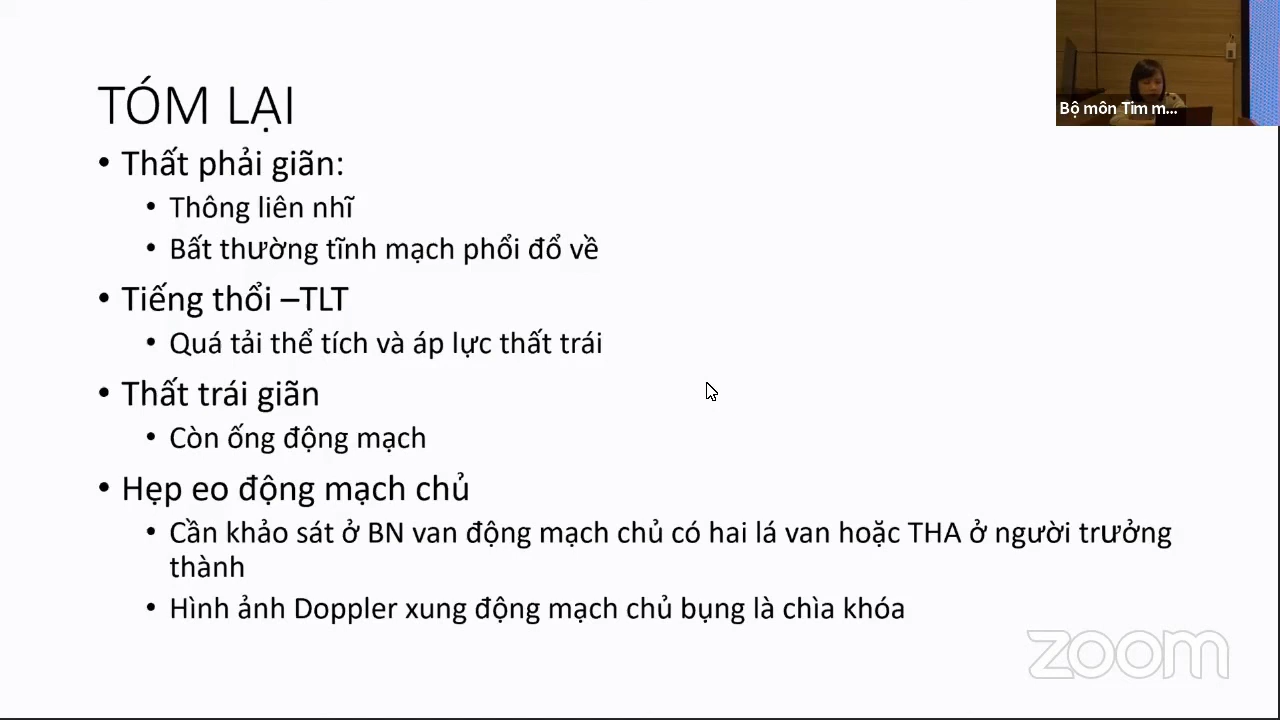 Bộ môn Tim m...
TÓM LẠI
• Thất phải giãn:
• Thông liên nhĩ
• Bất thường tĩnh mạch phổi đổ về
• Tiếng thổi –TLT
• Quá tải thể tích và áp lực thất trái
• Thất trái giãn
• Còn ống động mạch
• Hẹp eo động mạch chủ
• Cần khảo sát ở BN van động mạch chủ có hai lá van hoặc THA ở người trưởng
thành
• Hình ảnh Doppler xung động mạch chủ bụng là chìa khóa
zoom